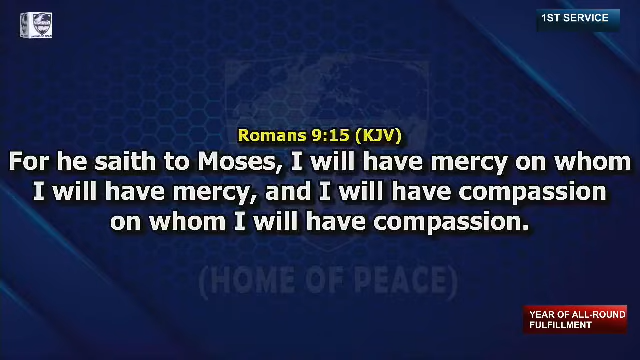 1ST SERVICE
Romans 9:15 (KJV)
For he saith to Moses, I will have mercy on whom
I will have mercy, and I will have compassion
on whom I will have compassion.
(HOME OF PEACE)
YEAR OF ALL-ROUND
FULFILLMENT